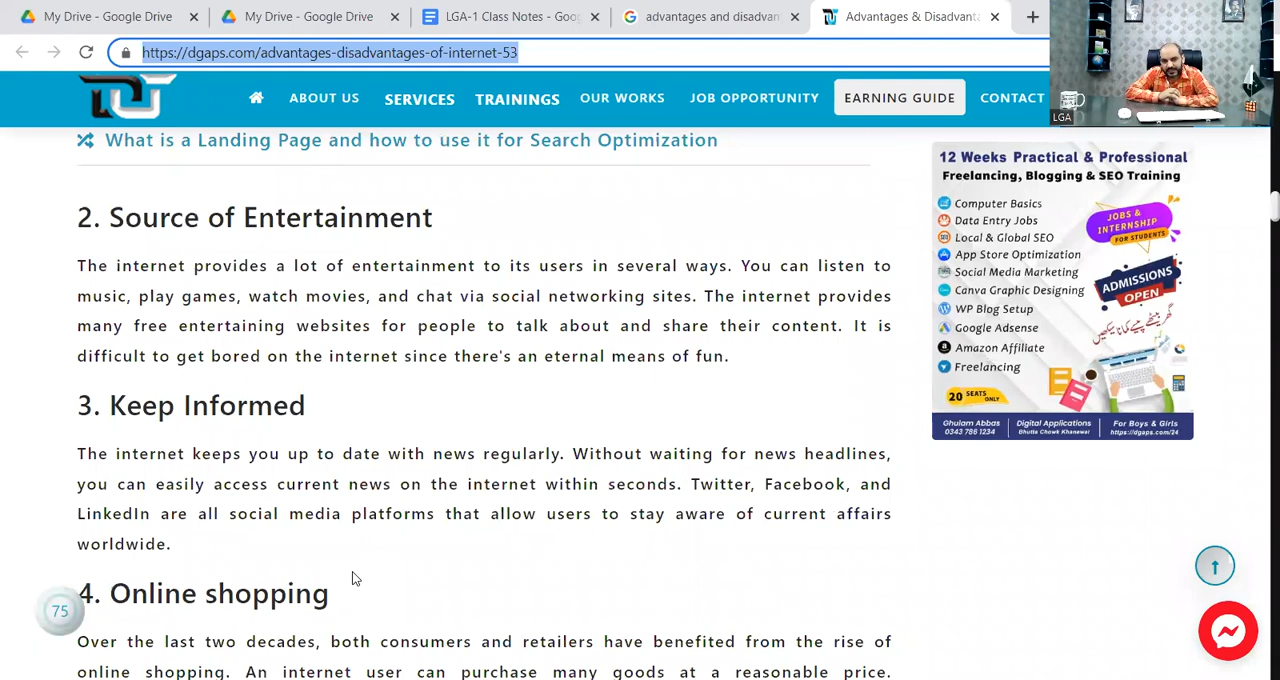 My Drive - Google Drive
My Drive - Google Drive
LGA-1 Class Notes - Goo
advantages and disadvan
Advantages & Disadvant
https://dgaps.com/advantages-disadvantages-of-internet-53
ABOUT US
SERVICES
TRAININGS
OUR WORKS
JOB OPPORTUNITY
EARNING GUIDE
CONTACT
LGA
What is a Landing Page and how to use it for Search Optimization
2. Source of Entertainment
The internet provides a lot of entertainment to its users in several ways. You can listen to
music, play games, watch movies, and chat via social networking sites. The internet provides
many free entertaining websites for people to talk about and share their content. It is
difficult to get bored on the internet since there's an eternal means of fun.
3. Keep Informed
The internet keeps you up to date with news regularly. Without waiting for news headlines,
you can easily access current news on the internet within seconds. Twitter, Facebook, and
LinkedIn are all social media platforms that allow users to stay aware of current affairs
worldwide.
4. Online shopping
75
Over the last two decades, both consumers and retailers have benefited from the rise of
online shopping. An internet user can purchase many goods at a reasonable price.
12 Weeks Practical & Professional
Freelancing, Blogging & SEO Training
Computer Basics
Data Entry Jobs
Local & Global SEO
App Store Optimization
Social Media Marketing
Canva Graphic Designing
WP Blog Setup
Google Adsense
Amazon Affiliate
Freelancing
JOBS &
INTERNSHIP
FOR STUDENTS
ADMISSIONS
OPEN
گھر بیٹھے پیسے کمانا سیکھیں
20 SEATS ONLY
Ghulam Abbas
0343 786 1234
Digital Applications
Bhutta Chowk Khanewal
For Boys & Girls
https://dgaps.com/24